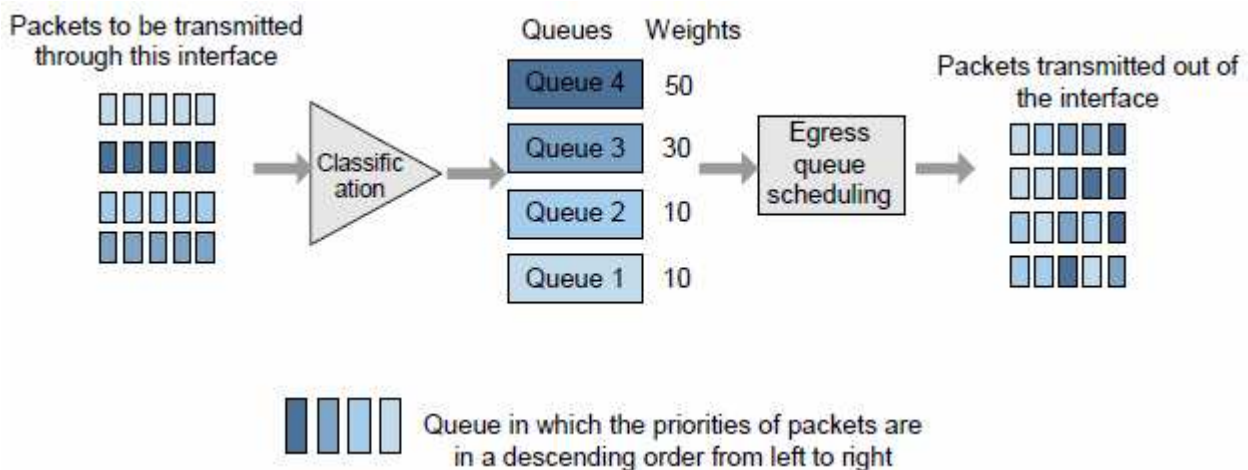 Packets to be transmitted
through this interface
Classific
ation
Queues Weights
Queue 4 50
Queue 3 30
Queue 2 10
Queue 1 10
Egress
queue
scheduling
Packets transmitted out of
the interface
Queue in which the priorities of packets are
in a descending order from left to right